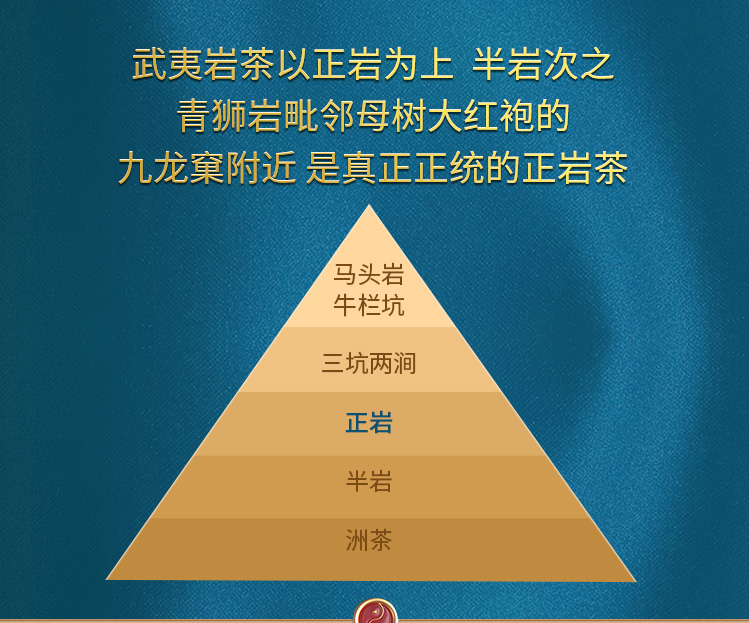 武夷岩茶以正岩为上 半岩次之
青狮岩毗邻母树大红袍的
九龙窠附近 是真正正统的正岩茶
马头岩
牛栏坑
三坑两涧
正岩
半岩
洲茶